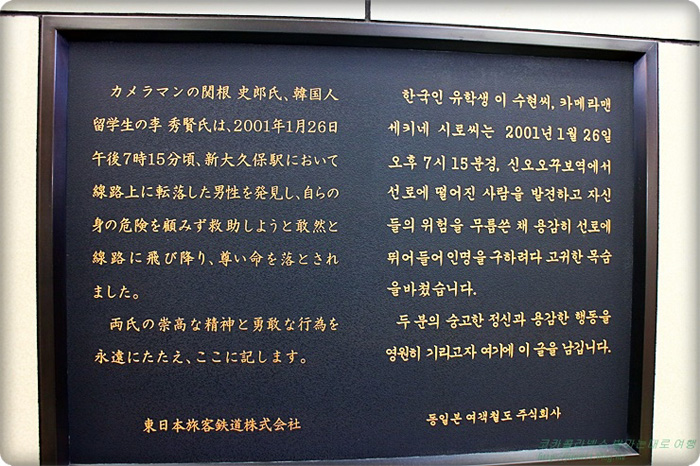 カメラマンの関根 史郎氏、韓国人
留学生の李 秀賢氏は、2001年1月26日
午後7時15分頃、新大久保駅において
線路上に転落した男性を発見し、自らの
身の危険を顧みず救助しようと敢然と
線路に飛び降り、尊い命を落とされ
ました。
両氏の崇高な精神と勇敢な行為を
永遠にたたえ、ここに記します。
東日本旅客鉄道株式会社
한국인 유학생 이 수현씨, 카메라맨
세키네 시로씨는 2001년 1월 26일
오후 7시 15분경, 신오오쿠보역에서
선로에 떨어진 사람을 발견하고 자신
들의 위험을 무릅쓴 채 용감히 선로에
뛰어들어 인명을 구하려다 고귀한 목숨
을 바쳤습니다.
두 분의 숭고한 정신과 용감한 행동을
영원히 기리고자 여기에 이 글을 남깁니다.
동일본 여객철도 주식회사
여행